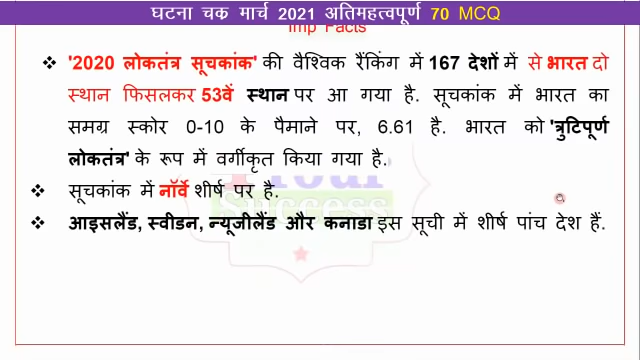 घटना चक्र मार्च 2021 अतिमहत्वपूर्ण 70 MCQ
Imp Facts
❖ '2020 लोकतंत्र सूचकांक' की वैश्विक रैंकिंग में 167 देशों में से भारत दो
स्थान फिसलकर 53वें स्थान पर आ गया है. सूचकांक में भारत का
समग्र स्कोर 0-10 के पैमाने पर, 6.61 है. भारत को 'त्रुटिपूर्ण
लोकतंत्र' के रूप में वर्गीकृत किया गया है.
❖ सूचकांक में नॉर्वे शीर्ष पर है.
❖ आइसलैंड, स्वीडन, न्यूजीलैंड और कनाडा इस सूची में शीर्ष पांच देश हैं.
Your
Success